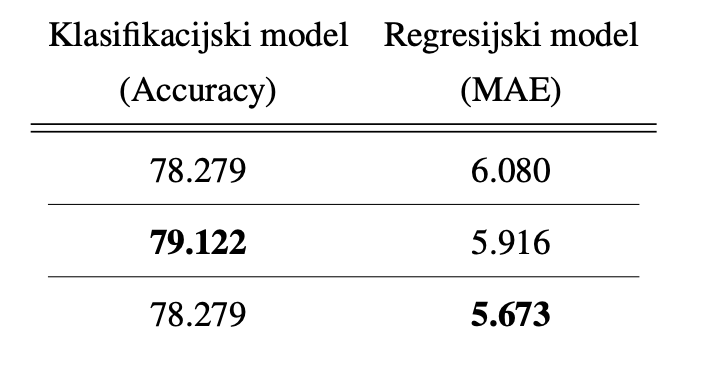 Klasifikacijski model Regresijski model
(Accuracy) (MAE)
78.279 6.080
79.122 5.916
78.279 5.673